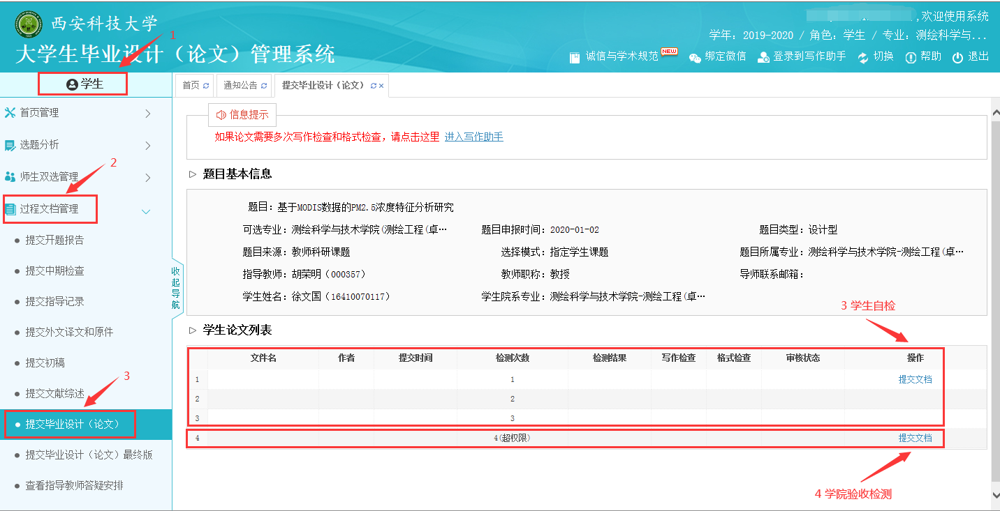 西安科技大学
大学生毕业设计（论文）管理系统
,欢迎使用系统
学年：2019-2020 / 角色：学生 / 专业：测绘科学与...
诚信与学术规范 NEW 绑定微信 登录到写作助手 切换 帮助 退出
1
学生
首页 通知公告 提交毕业设计（论文）
首页管理
选题分析
2
师生双选管理
过程文档管理
提交开题报告
提交中期检查
提交指导记录
提交外文译文和原件
提交初稿
提交文献综述
3
提交毕业设计（论文）
提交毕业设计（论文）最终版
查看指导教师答疑安排
收起导航
信息提示
如果论文需要多次写作检查和格式检查，请点击这里 进入写作助手
题目基本信息
题目：基于MODIS数据的PM2.5浓度特征分析研究
可选专业：测绘科学与技术学院(测绘工程(卓… 题目申报时间：2020-01-02 题目类型：设计型
题目来源：教师科研课题 选择模式：指定学生课题 题目所属专业：测绘科学与技术学院-测绘工程(卓…
指导教师：胡荣明（000357） 教师职称：教授 导师联系邮箱：
学生姓名：徐文国（16410070117） 学生院系专业：测绘科学与技术学院-测绘工程(卓…
3 学生自检
学生论文列表
文件名 作者 提交时间 检测次数 检测结果 写作检查 格式检查 审核状态 操作
1 1 提交文档
2 2
3 3
4 4(超权限) 提交文档
4 学院验收检测